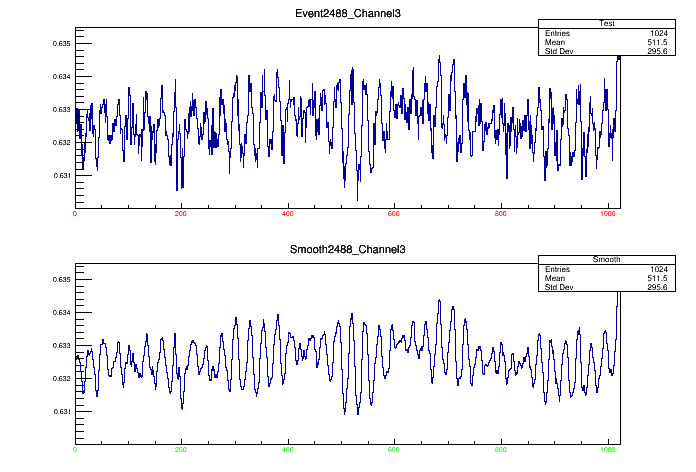 Event2488_Channel3
Test
Entries 1024
Mean 511.5
Std Dev 295.6
0.635
0.634
0.633
0.632
0.631
0 200 400 600 800 1000
Smooth2488_Channel3
Smooth
Entries 1024
Mean 511.5
Std Dev 295.6
0.635
0.634
0.633
0.632
0.631
0 200 400 600 800 1000